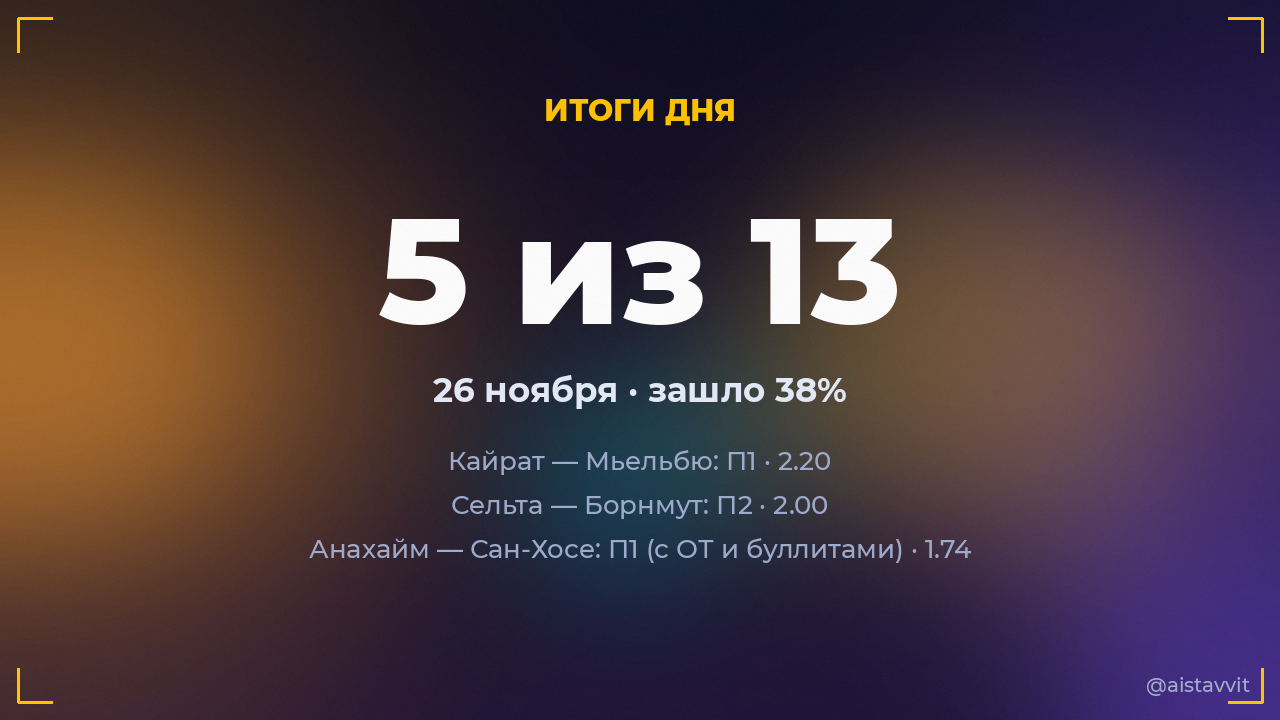 ИТОГИ ДНЯ
5 из 13
26 ноября · зашло 38%
Кайрат — Мьельбю: П1 · 2.20
Сельта — Борнмут: П2 · 2.00
Анахайм — Сан-Хосе: П1 (с ОТ и буллитами) · 1.74
@aistavvit